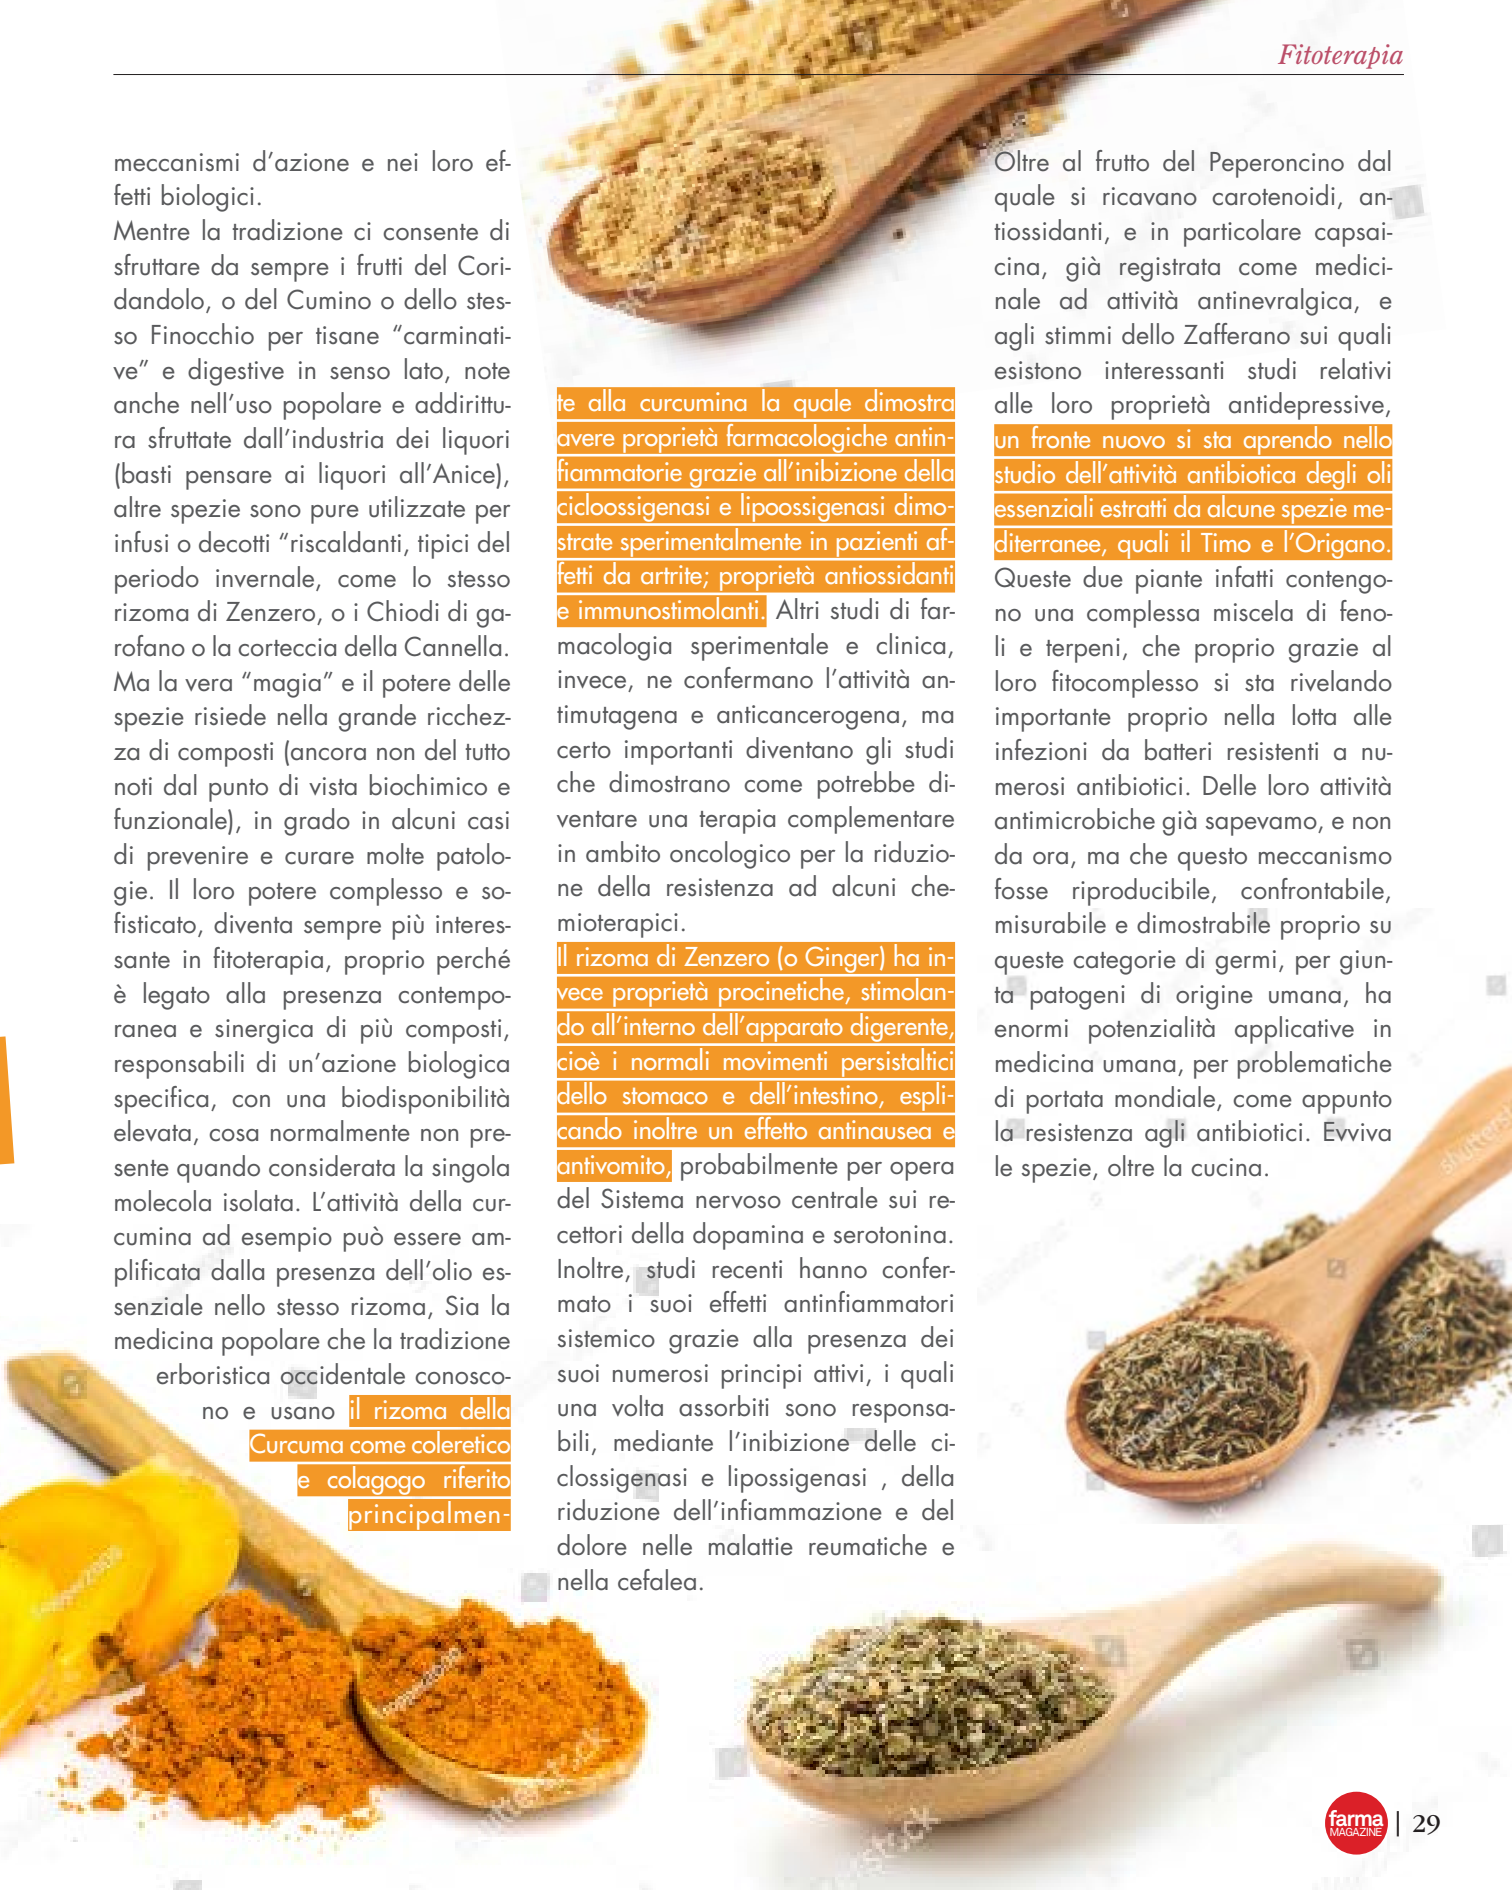 Fitoterapia
meccanismi d’azione e nei loro ef-
fetti biologici.
Mentre la tradizione ci consente di
sfruttare da sempre i frutti del Cori-
dandolo, o del Cumino o dello stes-
so Finocchio per tisane “carminati-
ve” e digestive in senso lato, note
anche nell’uso popolare e addirittu-
ra sfruttate dall’industria dei liquori
(basti pensare ai liquori all’Anice),
altre spezie sono pure utilizzate per
infusi o decotti “riscaldanti, tipici del
periodo invernale, come lo stesso
rizoma di Zenzero, o i Chiodi di ga-
rofano o la corteccia della Cannella.
Ma la vera “magia” e il potere delle
spezie risiede nella grande ricchez-
za di composti (ancora non del tutto
noti dal punto di vista biochimico e
funzionale), in grado in alcuni casi
di prevenire e curare molte patolo-
gie. Il loro potere complesso e so-
fisticato, diventa sempre più interes-
sante in fitoterapia, proprio perché
è legato alla presenza contempo-
ranea e sinergica di più composti,
responsabili di un’azione biologica
specifica, con una biodisponibilità
elevata, cosa normalmente non pre-
sente quando considerata la singola
molecola isolata. L’attività della cur-
cumina ad esempio può essere am-
plificata dalla presenza dell’olio es-
senziale nello stesso rizoma, Sia la
medicina popolare che la tradizione
erboristica occidentale conosco-
no e usano il rizoma della
Curcuma come coleretico
e colagogo riferito
principalmen-
te alla curcumina la quale dimostra
avere proprietà farmacologiche antin-
fiammatorie grazie all’inibizione della
cicloossigenasi e lipoossigenasi dimo-
strate sperimentalmente in pazienti af-
fetti da artrite; proprietà antiossidanti
e immunostimolanti. Altri studi di far-
macologia sperimentale e clinica,
invece, ne confermano l’attività an-
timutagena e anticancerogena, ma
certo importanti diventano gli studi
che dimostrano come potrebbe di-
ventare una terapia complementare
in ambito oncologico per la riduzio-
ne della resistenza ad alcuni che-
mioterapici.
Il rizoma di Zenzero (o Ginger) ha in-
vece proprietà procinetiche, stimolan-
do all’interno dell’apparato digerente,
cioè i normali movimenti persistaltici
dello stomaco e dell’intestino, espli-
cando inoltre un effetto antinausea e
antivomito, probabilmente per opera
del Sistema nervoso centrale sui re-
cettori della dopamina e serotonina.
Inoltre, studi recenti hanno confer-
mato i suoi effetti antinfiammatori
sistemico grazie alla presenza dei
suoi numerosi principi attivi, i quali
una volta assorbiti sono responsa-
bili, mediante l’inibizione delle ci-
clossigenasi e lipossigenasi , della
riduzione dell’infiammazione e del
dolore nelle malattie reumatiche e
nella cefalea.
Oltre al frutto del Peperoncino dal
quale si ricavano carotenoidi, an-
tiossidanti, e in particolare capsai-
cina, già registrata come medici-
nale ad attività antinevralgica, e
agli stimmi dello Zafferano sui quali
esistono interessanti studi relativi
alle loro proprietà antidepressive,
un fronte nuovo si sta aprendo nello
studio dell’attività antibiotica degli oli
essenziali estratti da alcune spezie me-
diterranee, quali il Timo e l’Origano.
Queste due piante infatti contengo-
no una complessa miscela di feno-
li e terpeni, che proprio grazie al
loro fitocomplesso si sta rivelando
importante proprio nella lotta alle
infezioni da batteri resistenti a nu-
merosi antibiotici. Delle loro attività
antimicrobiche già sapevamo, e non
da ora, ma che questo meccanismo
fosse riproducibile, confrontabile,
misurabile e dimostrabile proprio su
queste categorie di germi, per giun-
ta patogeni di origine umana, ha
enormi potenzialità applicative in
medicina umana, per problematiche
di portata mondiale, come appunto
la resistenza agli antibiotici. Evviva
le spezie, oltre la cucina.
farma
MAGAZINE | 29